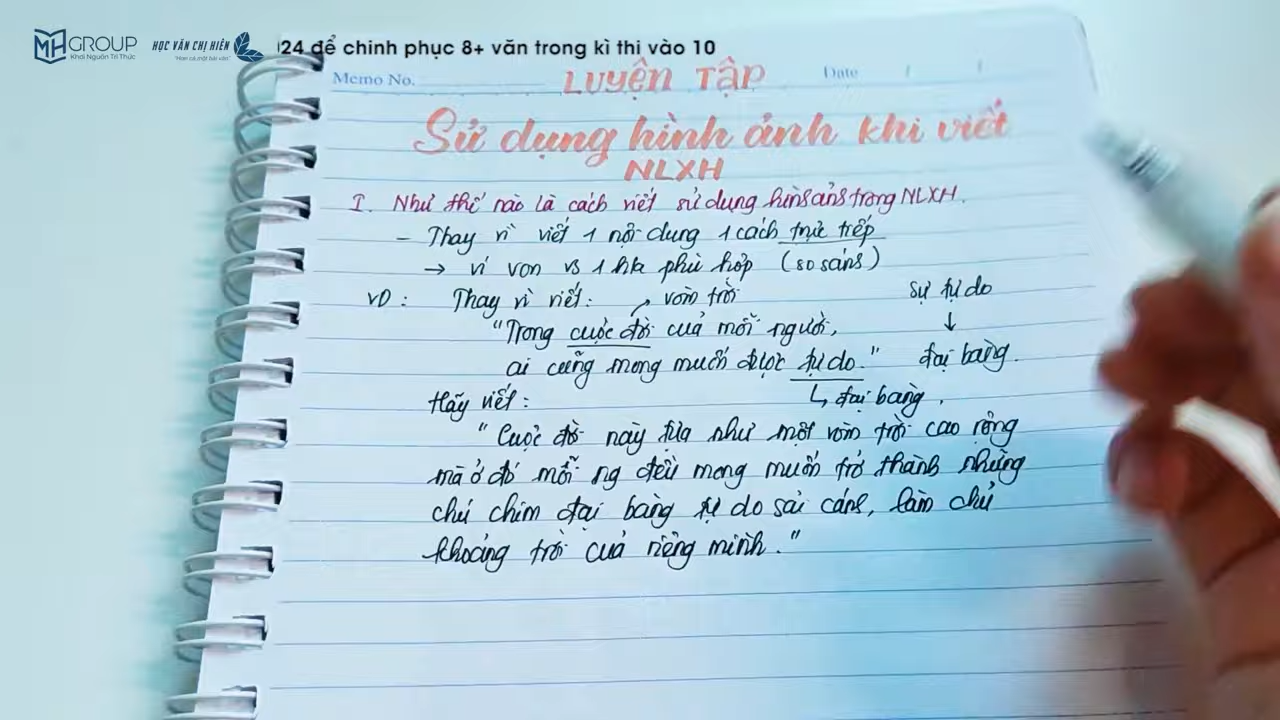 MH GROUP
Khơi Nguồn Tri Thức
HỌC VĂN CHỊ HIÊN
"Hơn cả một bài văn"
024 để chinh phục 8+ văn trong kì thi vào 10
Memo No.
Date / /
LUYỆN TẬP
Sử dụng hình ảnh khi viết
NLXH
I. Như thế nào là cách viết sử dụng hình ảnh trong NLXH.
- Thay vì viết 1 nội dung 1 cách trực tiếp
→ ví von vs 1 h/a phù hợp (so sánh)
VD: Thay vì viết: → vòm trời
sự tự do
"Trong cuộc đời của mỗi người,
↓
ai cũng mong muốn được tự do." đại bàng.
Hãy viết: ↳ đại bàng.
"Cuộc đời này tựa như một vòm trời cao rộng
mà ở đó mỗi ng đều mong muốn trở thành những
chú chim đại bàng tự do sải cánh, làm chủ
khoảng trời của riêng mình."